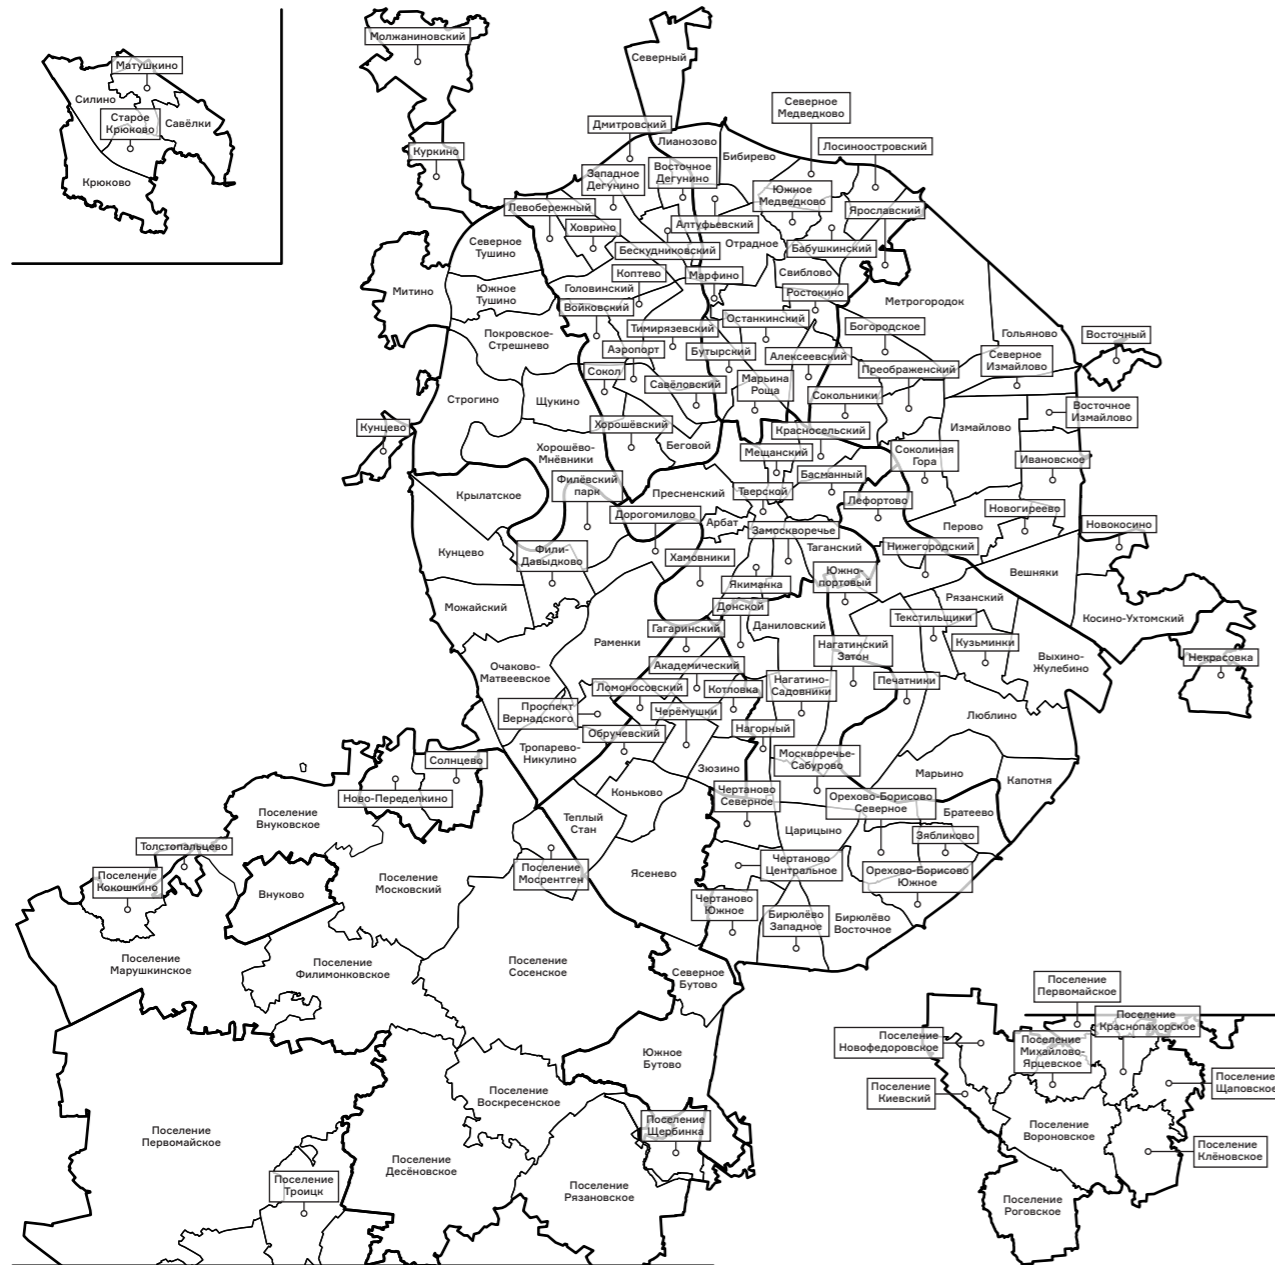 Матушкино
Силино
Старое
Крюково
Савёлки
Крюково
Молжаниновский
Северный
Северное
Медведково
Дмитровский
Лианозово
Лосиноостровский
Куркино
Бибирево
Западное
Дегунино
Восточное
Дегунино
Южное
Медведково
Левобережный
Ярославский
Ховрино
Алтуфьевский
Северное
Тушино
Бескудниковский
Отрадное
Бабушкинский
Коптево
Марфино
Свиблово
Митино
Южное
Тушино
Головинский
Ростокино
Метрогородок
Войковский
Останкинский
Тимирязевский
Богородское
Гольяново
Восточный
Покровское-
Стрешнево
Аэропорт
Бутырский
Алексеевский
Северное
Измайлово
Сокол
Преображенский
Савёловский
Марьина
Роща
Строгино
Щукино
Сокольники
Восточное
Измайлово
Кунцево
Хорошёвский
Красносельский
Измайлово
Беговой
Хорошёво-
Мнёвники
Мещанский
Соколиная
Гора
Ивановское
Басманный
Филёвский
парк
Крылатское
Пресненский
Тверской
Лефортово
Новогиреево
Дорогомилово
Арбат
Замоскворечье
Перово
Новокосино
Кунцево
Фили-
Давыдково
Хамовники
Таганский
Нижегородский
Вешняки
Якиманка
Южно-
портовый
Рязанский
Можайский
Донской
Даниловский
Текстильщики
Косино-Ухтомский
Гагаринский
Раменки
Нагатинский
Затон
Кузьминки
Выхино-
Жулебино
Некрасовка
Очаково-
Матвеевское
Академический
Ломоносовский
Котловка
Нагатино-
Садовники
Печатники
Проспект
Вернадского
Черёмушки
Люблино
Обручевский
Нагорный
Тропарево-
Никулино
Москворечье-
Сабурово
Солнцево
Зюзино
Марьино
Капотня
Ново-Переделкино
Коньково
Чертаново
Северное
Орехово-Борисово
Северное
Братеево
Поселение
Внуковское
Теплый
Стан
Царицыно
Зябликово
Толстопальцево
Поселение
Мосрентген
Ясенево
Чертаново
Центральное
Орехово-Борисово
Южное
Поселение
Кокошкино
Внуково
Поселение
Московский
Чертаново
Южное
Бирюлёво
Западное
Бирюлёво
Восточное
Поселение
Марушкинское
Поселение
Филимонковское
Поселение
Сосенское
Северное
Бутово
Поселение
Первомайское
Поселение
Краснопахорское
Поселение
Новофедоровское
Поселение
Михайлово-
Ярцевское
Южное
Бутово
Поселение
Киевский
Поселение
Щаповское
Поселение
Воскресенское
Поселение
Щербинка
Поселение
Вороновское
Поселение
Первомайское
Поселение
Клёновское
Поселение
Десёновское
Поселение
Троицк
Поселение
Рязановское
Поселение
Роговское